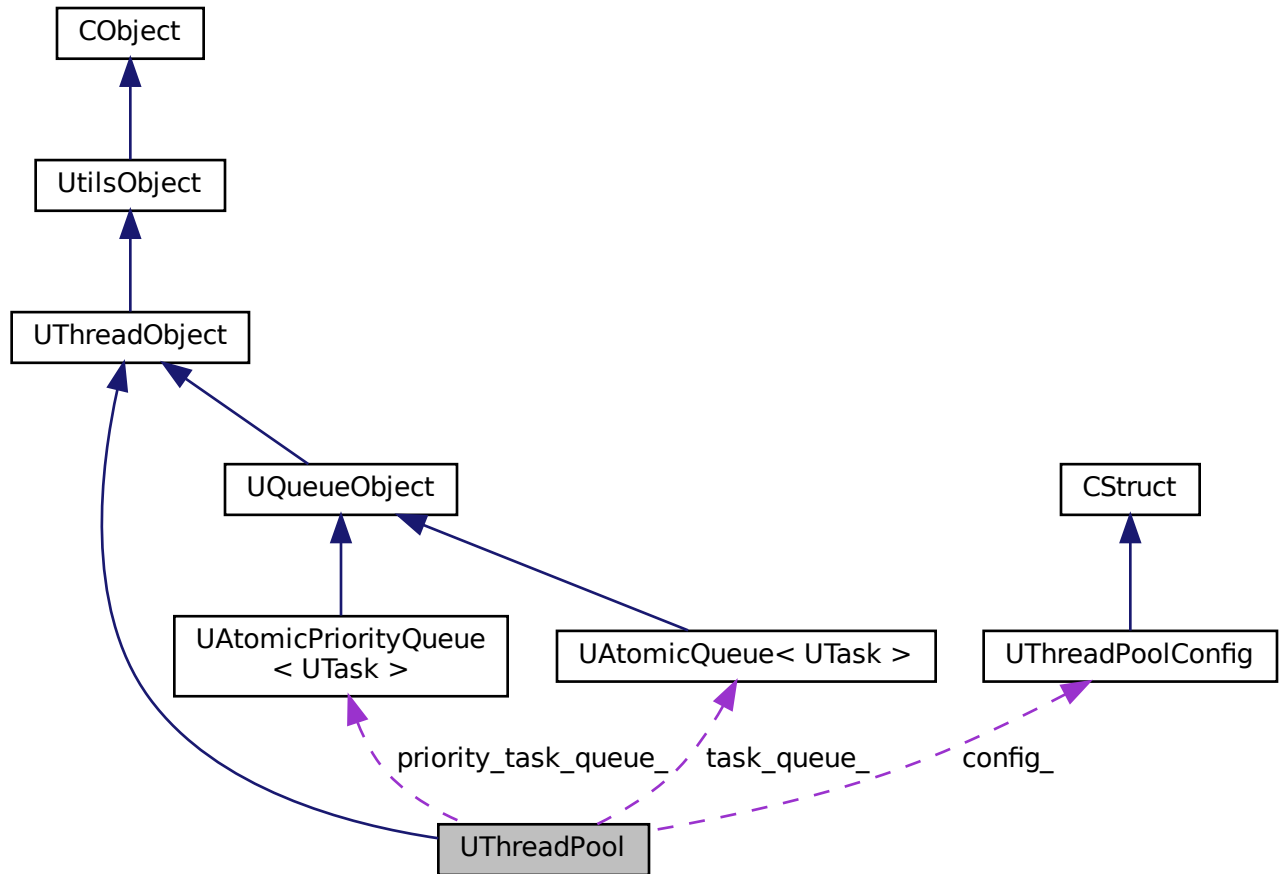 CObject
UtilsObject
UThreadObject
UQueueObject
CStruct
UAtomicPriorityQueue
< UTask >
UAtomicQueue< UTask >
UThreadPoolConfig
priority_task_queue_
task_queue_
config_
UThreadPool